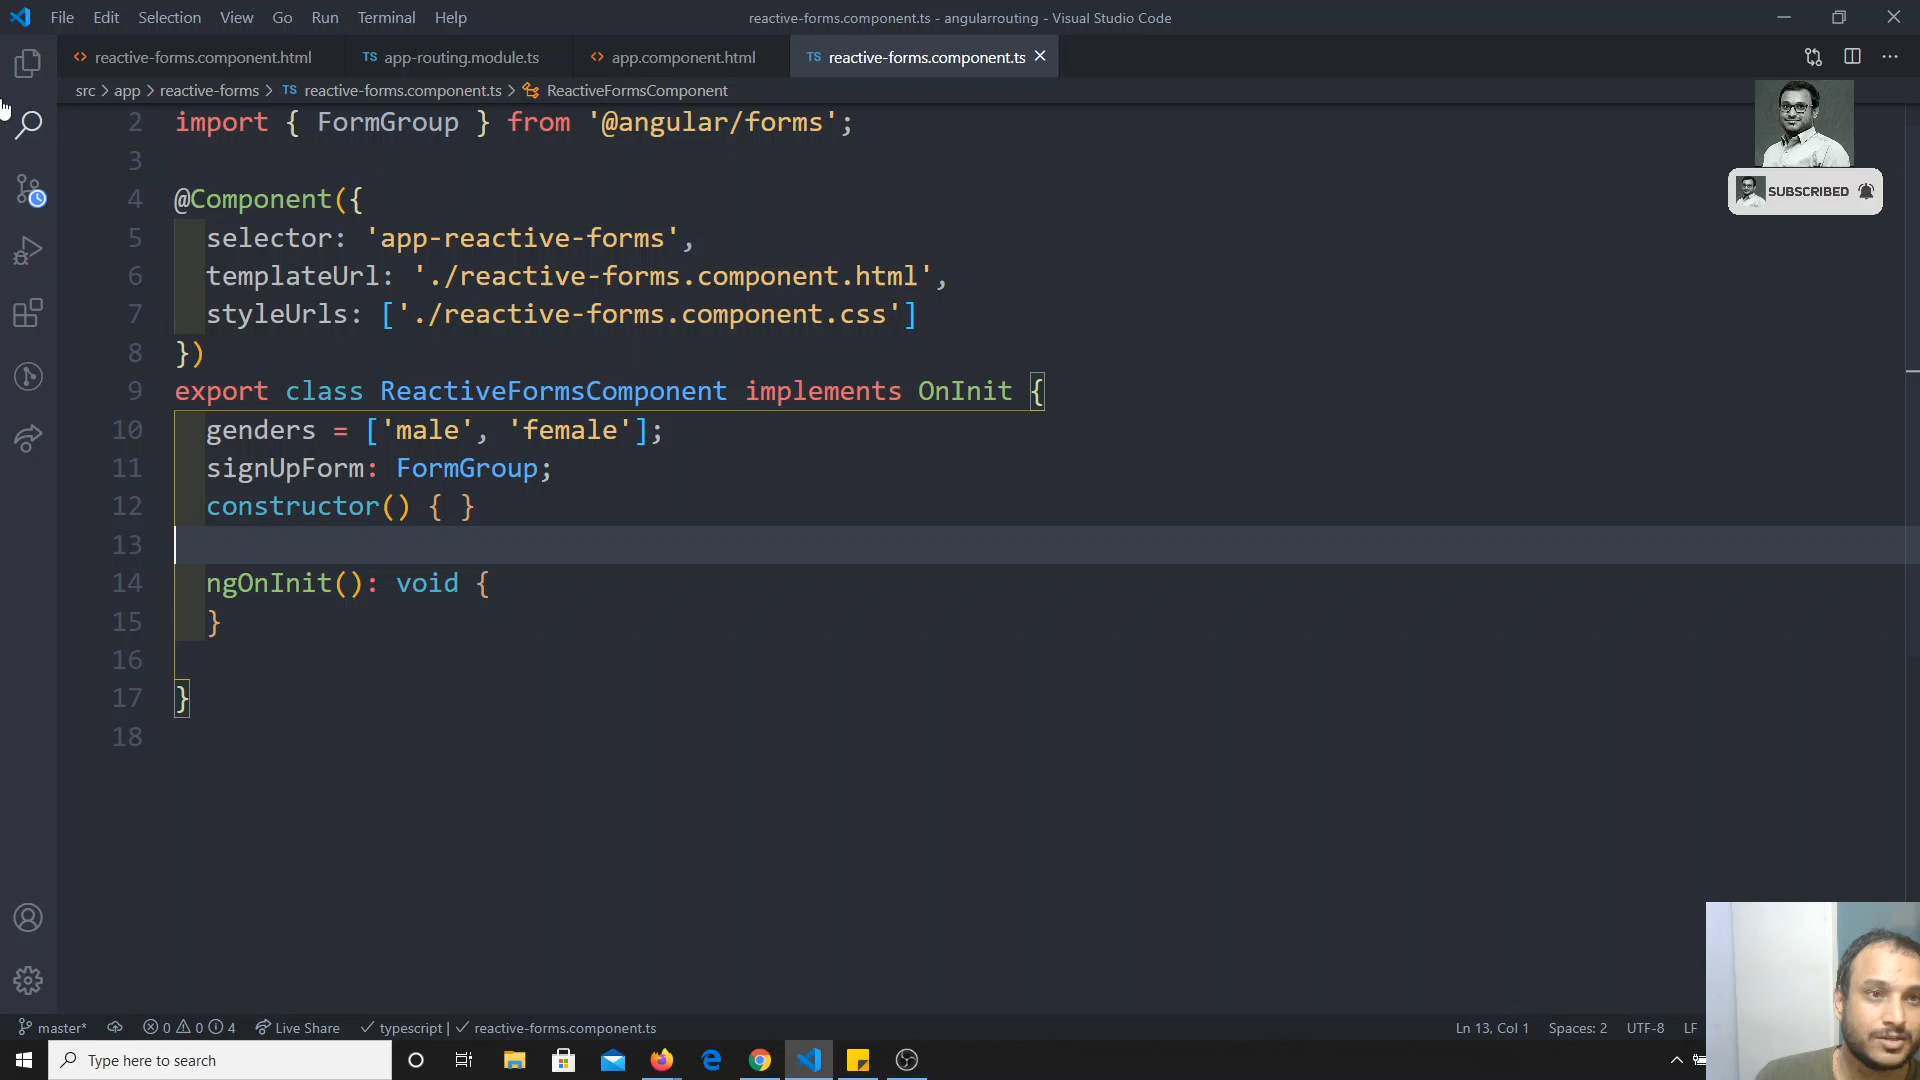 File Edit Selection View Go Run Terminal Help
reactive-forms.component.ts - angularrouting - Visual Studio Code
reactive-forms.component.html
TS app-routing.module.ts
app.component.html
TS reactive-forms.component.ts
src > app > reactive-forms > TS reactive-forms.component.ts > ReactiveFormsComponent
2 import { FormGroup } from '@angular/forms';
3
4 @Component({
5 selector: 'app-reactive-forms',
6 templateUrl: './reactive-forms.component.html',
7 styleUrls: ['./reactive-forms.component.css']
8 })
9 export class ReactiveFormsComponent implements OnInit {
10 genders = ['male', 'female'];
11 signUpForm: FormGroup;
12 constructor() { }
13
14 ngOnInit(): void {
15 }
16
17 }
18
SUBSCRIBED
master* 0 0 4 Live Share ✓ typescript | ✓ reactive-forms.component.ts
Ln 13, Col 1 Spaces: 2 UTF-8 LF
Type here to search